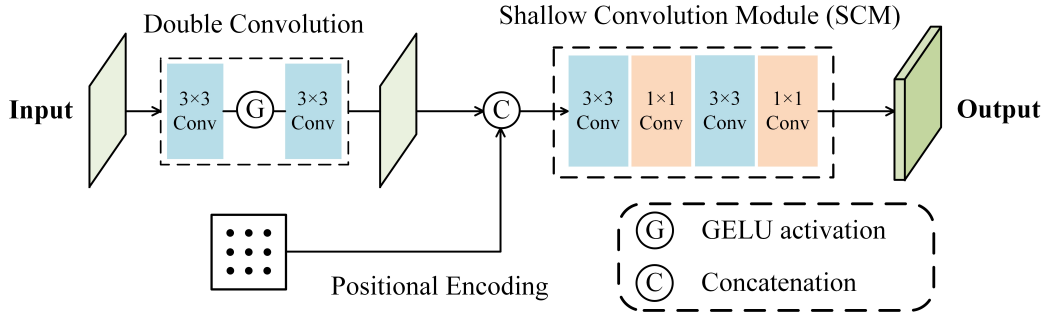 Double Convolution
Shallow Convolution Module (SCM)
Input
3×3
Conv
G
3×3
Conv
C
3×3
Conv
1×1
Conv
3×3
Conv
1×1
Conv
Output
Positional Encoding
G GELU activation
C Concatenation